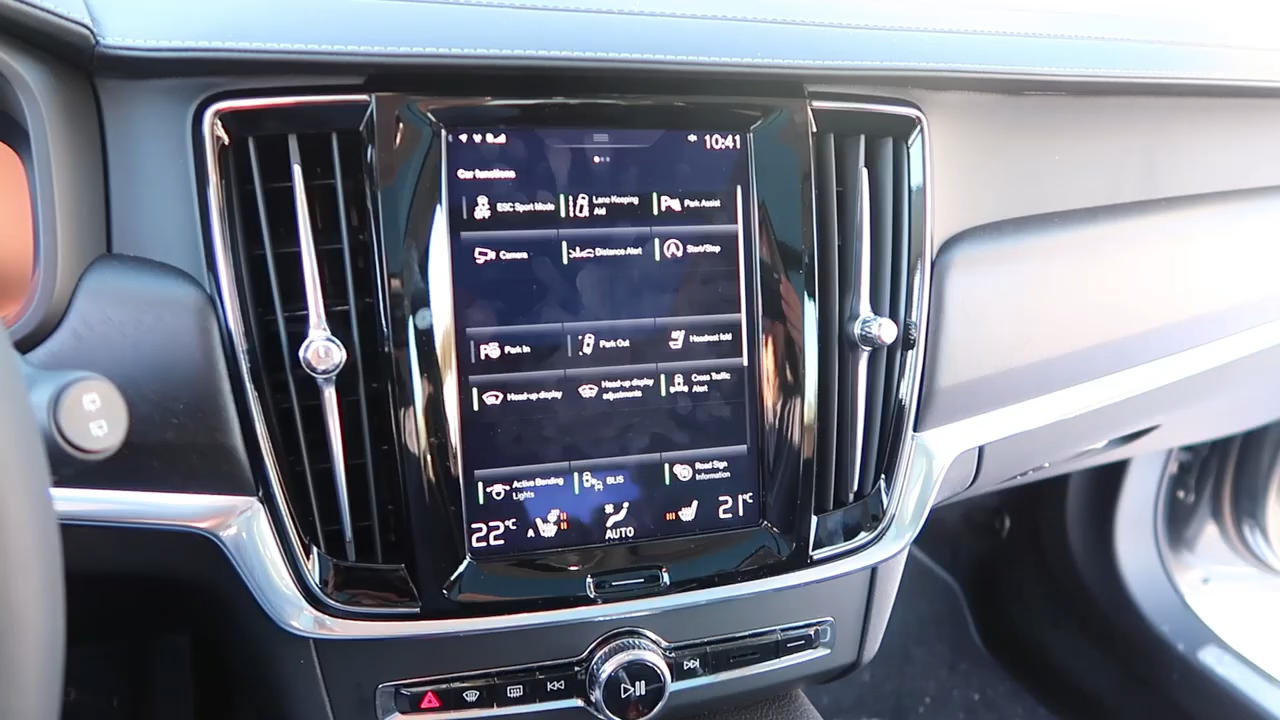 10:41
Car functions
ESC Sport Mode
Lane Keeping
Aid
Park Assist
Camera
Distance Alert
Start/Stop
Park In
Park Out
Headrest fold
Head-up display
Head-up display
adjustments
Cross Traffic
Alert
Active Bending
Lights
BLIS
Road Sign
Information
22°C
A
AUTO
21°C